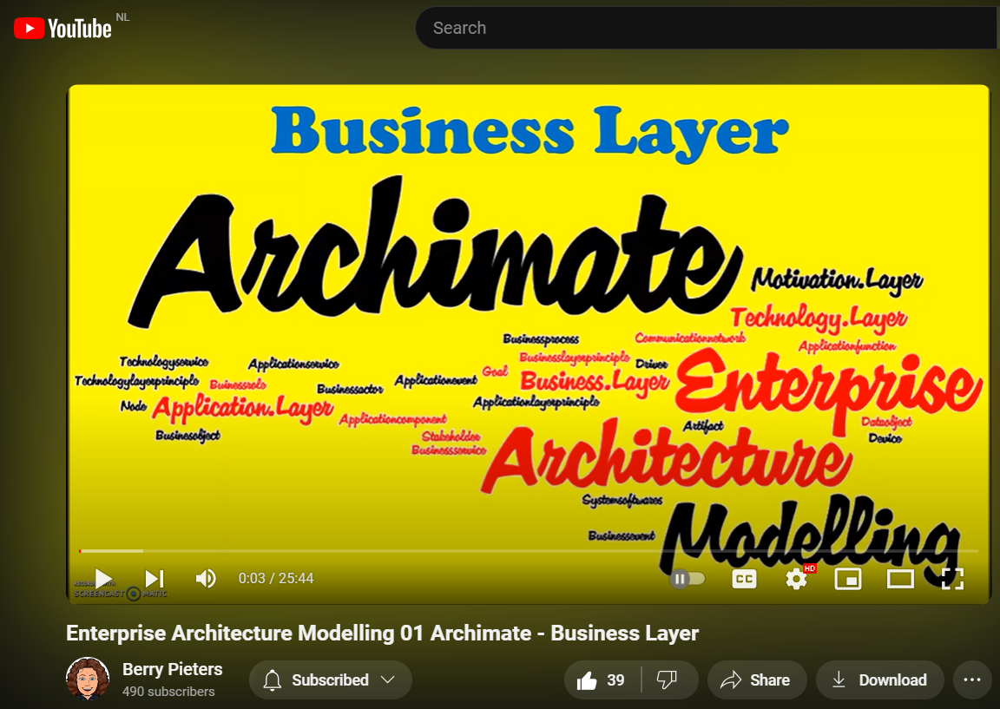 YouTube NL
Search
Business Layer
Archimate
Motivation.Layer
Technology.Layer
Businessprocess
Communicationnetwork
Applicationfunction
Technologyservice
Applicationservice
Businesslayerprinciple
Driver
Enterprise
Technologylayerprinciple
Buinessrole
Businessactor
Applicationevent
Goal
Business.Layer
Node
Application.Layer
Applicationlayerprinciple
Applicationcomponent
Artifact
Dataobject
Businesobject
Stakeholder
Device
Businessservice
Architecture
Systemsoftwares
Modelling
Businessevent
RECORDED WITH
SCREENCAST MATIC
0:03 / 25:44
CC
HD
Enterprise Architecture Modelling 01 Archimate - Business Layer
Berry Pieters
490 subscribers
Subscribed
39
Share
Download